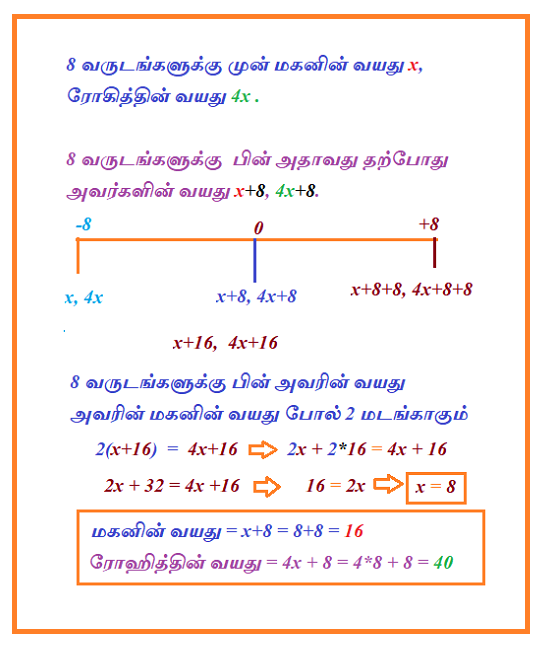 8 வருடங்களுக்கு முன் மகனின் வயது x,
ரோகித்தின் வயது 4x .
8 வருடங்களுக்கு பின் அதாவது தற்போது
அவர்களின் வயது x+8, 4x+8.
-8 0 +8
x, 4x x+8, 4x+8 x+8+8, 4x+8+8
x+16, 4x+16
8 வருடங்களுக்கு பின் அவரின் வயது
அவரின் மகனின் வயது போல் 2 மடங்காகும்
2(x+16) = 4x+16 ⇨ 2x + 2*16 = 4x + 16
2x + 32 = 4x +16 ⇨ 16 = 2x ⇨ x = 8
மகனின் வயது = x+8 = 8+8 = 16
ரோஹித்தின் வயது = 4x + 8 = 4*8 + 8 = 40